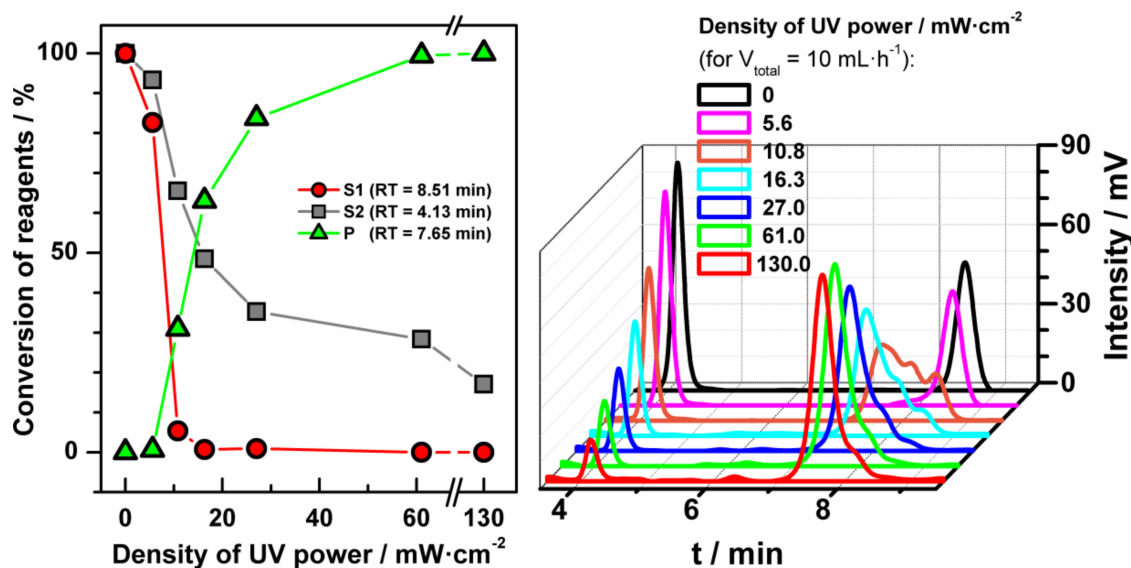 100
50
0
Conversion of reagents / %
S1 (RT = 8.51 min)
S2 (RT = 4.13 min)
P (RT = 7.65 min)
0 20 40 60 130
Density of UV power / mW·cm-2
Density of UV power / mW·cm-2
(for Vtotal = 10 mL·h-1):
0
5.6
10.8
16.3
27.0
61.0
130.0
90
60
30
0
Intensity / mV
4 6 8
t / min